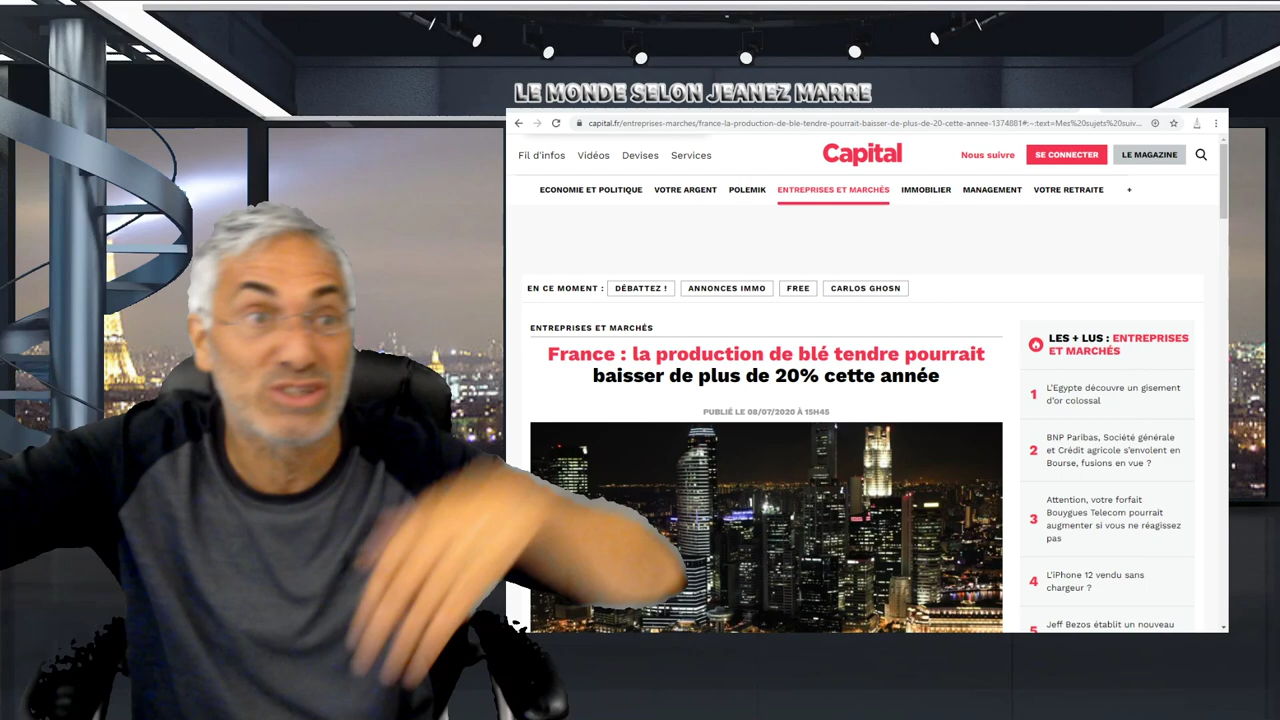 LE MONDE SELON JEANEZ MARRE
capital.fr/entreprises-marches/france-la-production-de-ble-tendre-pourrait-baisser-de-plus-de-20-cette-annee-1374881#:~:text=Mes%20sujets%20suiv...
Fil d'infos Vidéos Devises Services
Capital
Nous suivre SE CONNECTER LE MAGAZINE
ECONOMIE ET POLITIQUE VOTRE ARGENT POLEMIK ENTREPRISES ET MARCHÉS IMMOBILIER MANAGEMENT VOTRE RETRAITE +
EN CE MOMENT : DÉBATTEZ ! ANNONCES IMMO FREE CARLOS GHOSN
ENTREPRISES ET MARCHÉS
France : la production de blé tendre pourrait
baisser de plus de 20% cette année
PUBLIÉ LE 08/07/2020 À 15H45
LES + LUS : ENTREPRISES
ET MARCHÉS
1 L'Egypte découvre un gisement
d'or colossal
2 BNP Paribas, Société générale
et Crédit agricole s'envolent en
Bourse, fusions en vue ?
3 Attention, votre forfait
Bouygues Telecom pourrait
augmenter si vous ne réagissez
pas
4 L'iPhone 12 vendu sans
chargeur ?
5 Jeff Bezos établit un nouveau